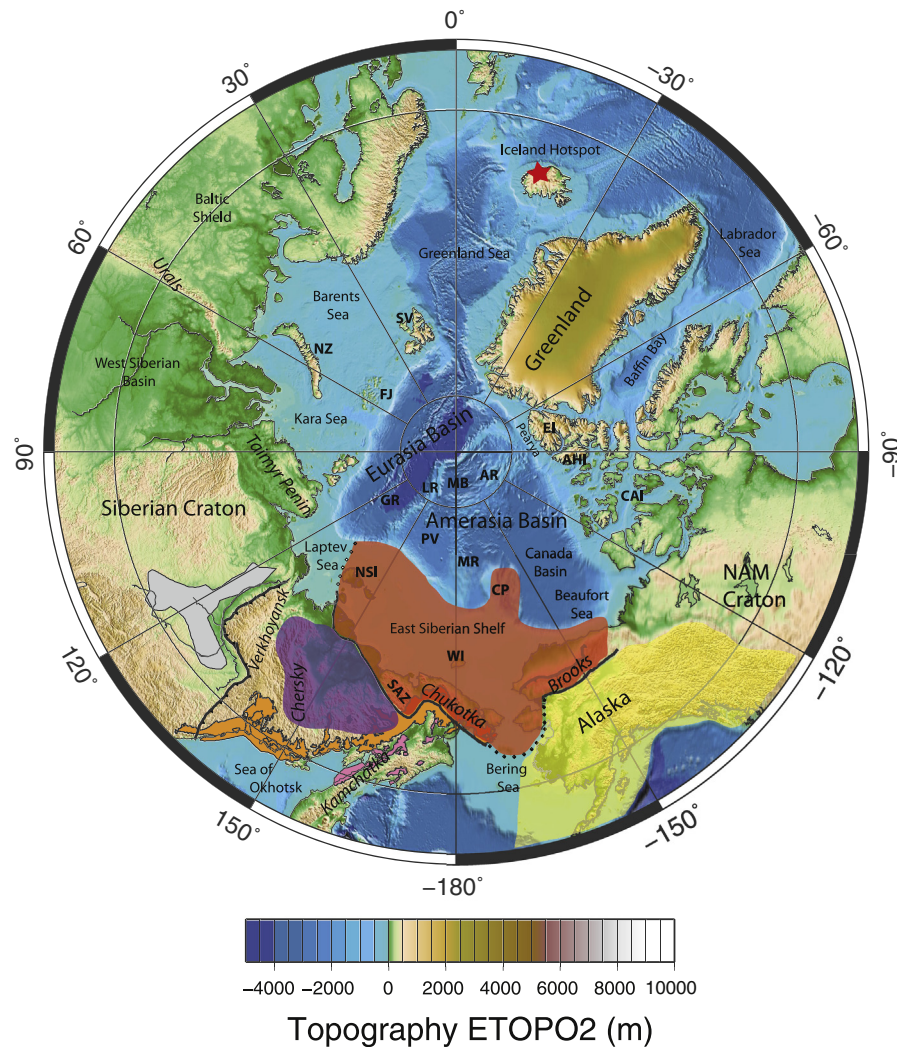 0°
30°
−30°
Iceland Hotspot
Baltic
Shield
60°
−60°
Labrador
Sea
Greenland Sea
Urals
Barents
Sea
SV
Greenland
NZ
Baffin Bay
West Siberian
Basin
FJ
Kara Sea
EI
Pearya
Eurasia Basin
90°
−90°
Taimyr Penin
AHI
AR
MB
LR
GR
CAI
Siberian Craton
Amerasia Basin
PV
Laptev
Sea
Canada
Basin
MR
NSI
NAM
Craton
CP
Beaufort
Sea
Verkhoyansk
East Siberian Shelf
WI
120°
−120°
Chersky
SAZ
Chukotka
Brooks
Alaska
Sea of
Okhotsk
Kamchatka
Bering
Sea
150°
−150°
−180°
−4000 −2000 0 2000 4000 6000 8000 10000
Topography ETOPO2 (m)